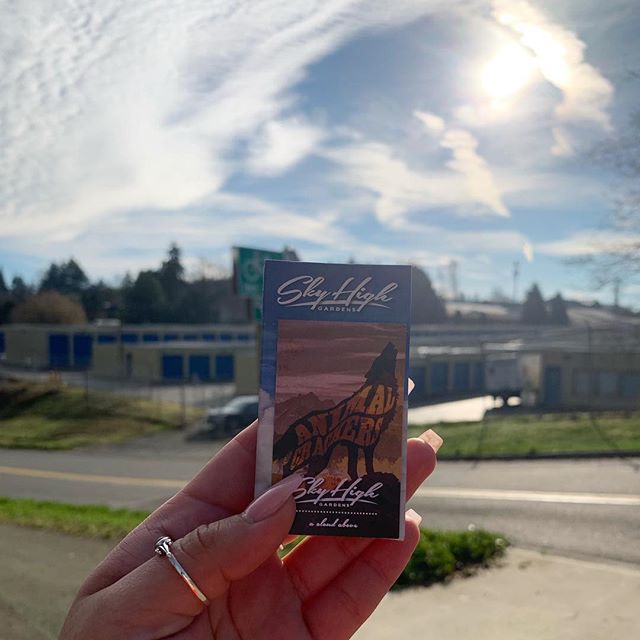 Sky High
GARDENS
ANIMAL
CRACKERS
Sky High
GARDENS
a cloud above